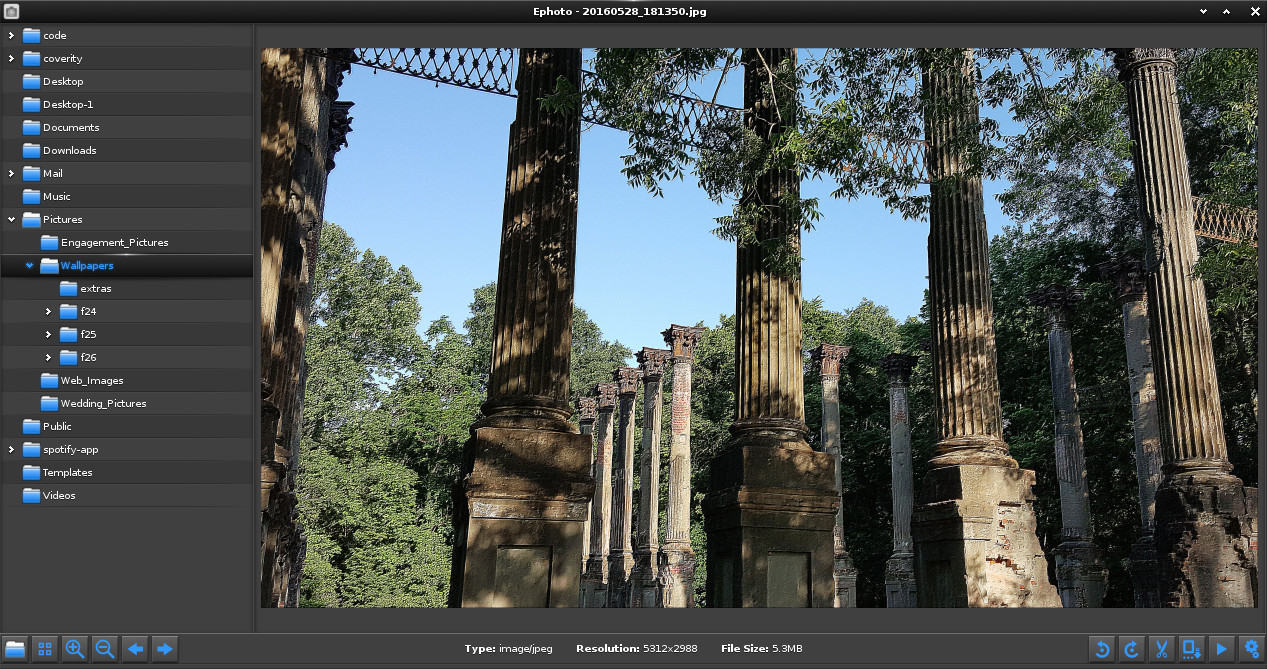 Ephoto - 20160528_181350.jpg
code
coverity
Desktop
Desktop-1
Documents
Downloads
Mail
Music
Pictures
Engagement_Pictures
Wallpapers
extras
f24
f25
f26
Web_Images
Wedding_Pictures
Public
spotify-app
Templates
Videos
Type: image/jpeg Resolution: 5312x2988 File Size: 5.3MB